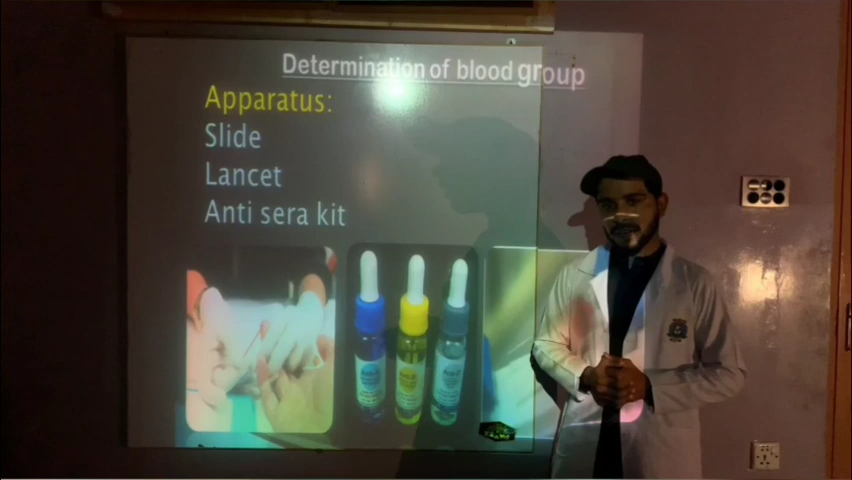 Determination of blood group
Apparatus:
Slide
Lancet
Anti sera kit